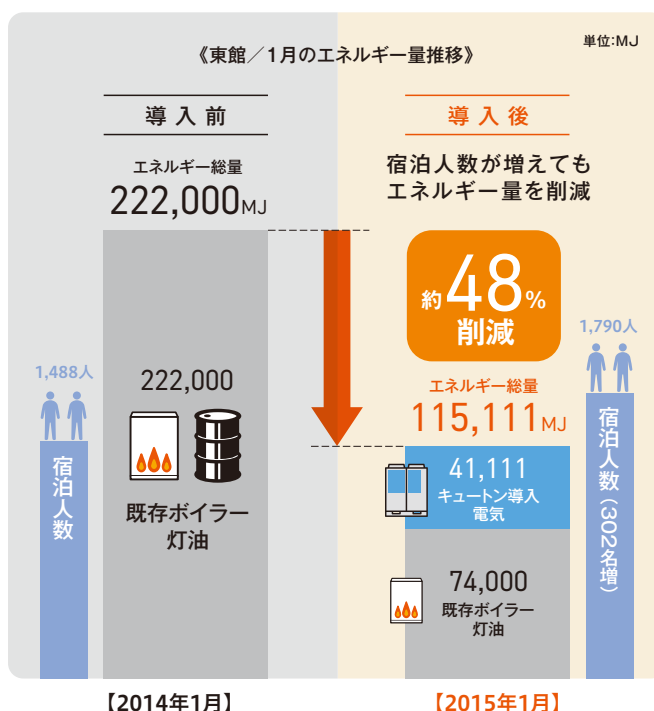 《東館／1月のエネルギー量推移》
単位:MJ
導入前
エネルギー総量
222,000MJ
1,488人
宿泊人数
222,000
既存ボイラー
灯油
【2014年1月】
導入後
宿泊人数が増えても
エネルギー量を削減
約48%
削減
エネルギー総量
115,111MJ
41,111
キュートン導入
電気
74,000
既存ボイラー
灯油
1,790人
宿泊人数（302名増）
【2015年1月】